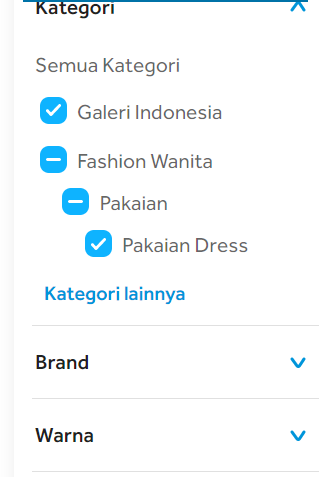 Kategori
Semua Kategori
Galeri Indonesia
Fashion Wanita
Pakaian
Pakaian Dress
Kategori lainnya
Brand
Warna